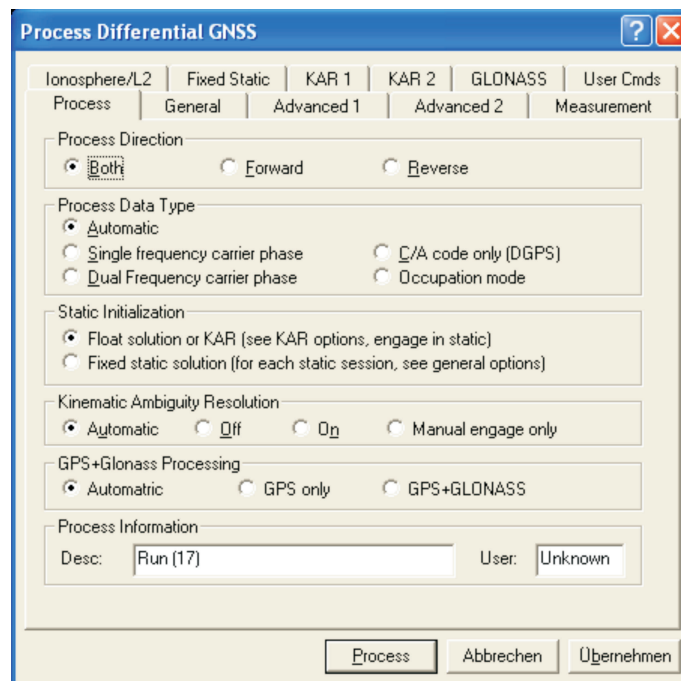 Process Differential GNSS
Ionosphere/L2 Fixed Static KAR 1 KAR 2 GLONASS User Cmds
Process General Advanced 1 Advanced 2 Measurement
Process Direction
Both Forward Reverse
Process Data Type
Automatic
Single frequency carrier phase C/A code only (DGPS)
Dual Frequency carrier phase Occupation mode
Static Initialization
Float solution or KAR (see KAR options, engage in static)
Fixed static solution (for each static session, see general options)
Kinematic Ambiguity Resolution
Automatic Off On Manual engage only
GPS+Glonass Processing
Automatric GPS only GPS+GLONASS
Process Information
Desc: Run (17) User: Unknown
Process Abbrechen Übernehmen